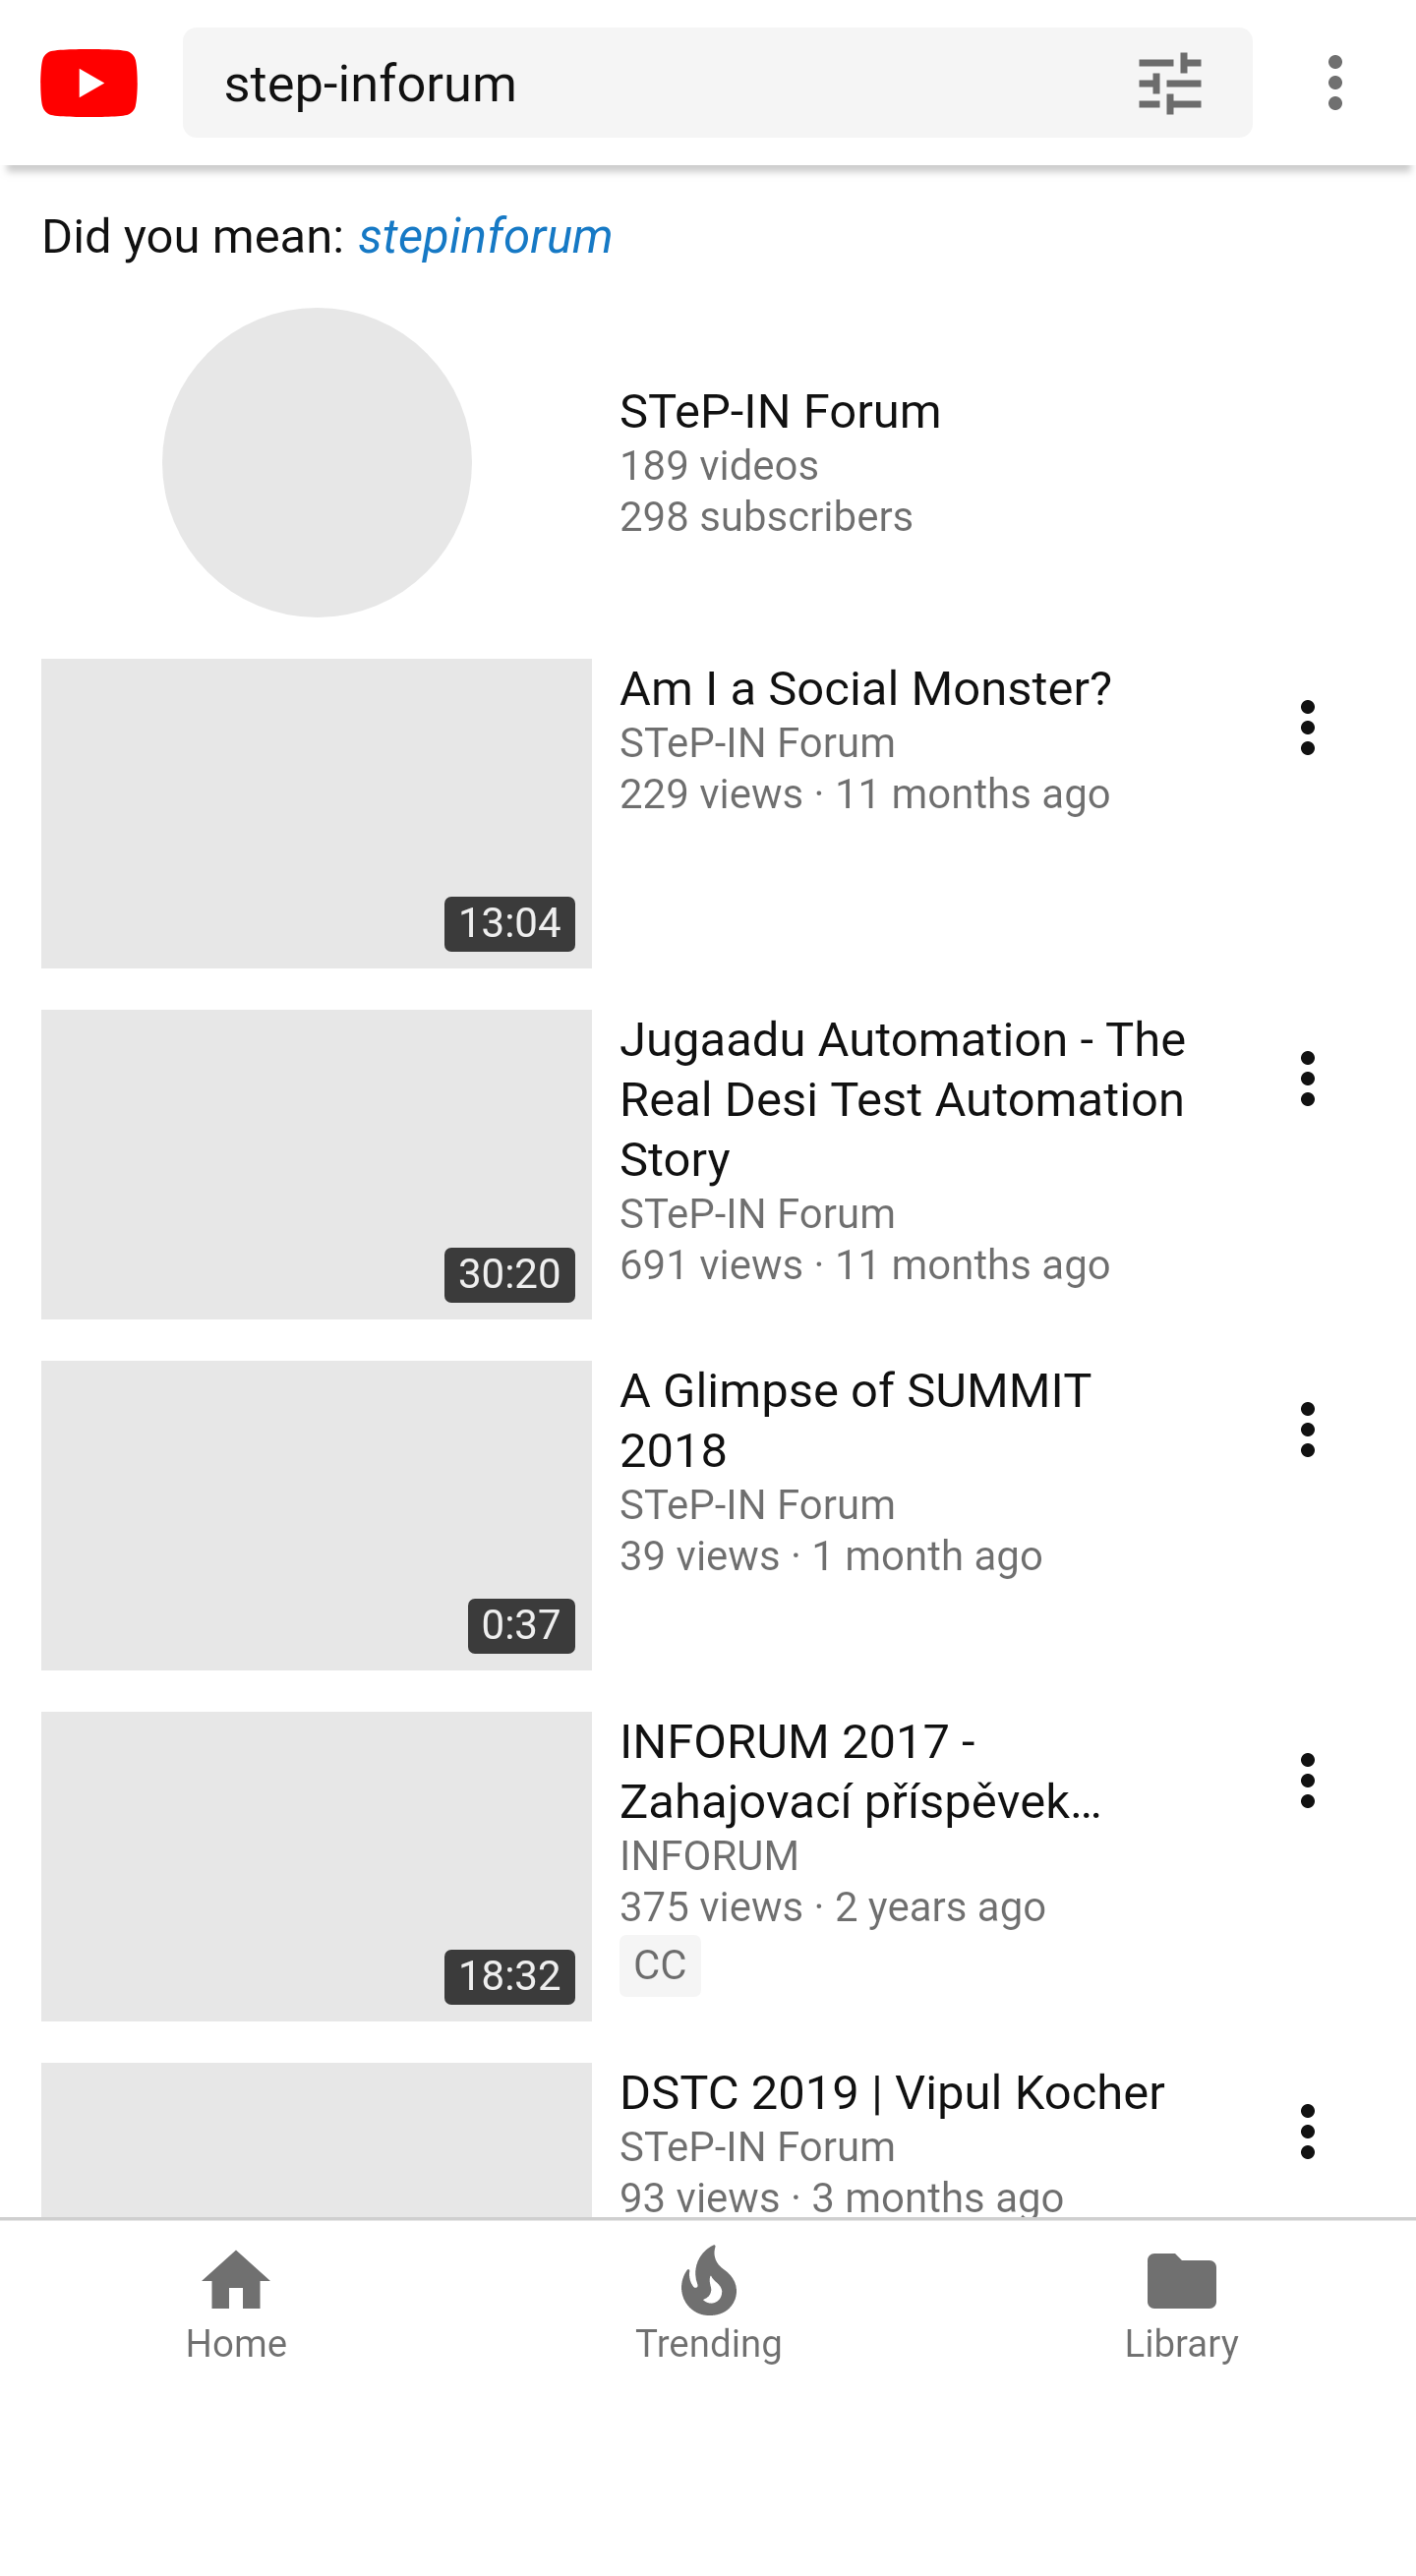 step-inforum
Did you mean: stepinforum
STeP-IN Forum
189 videos
298 subscribers
Am I a Social Monster?
STeP-IN Forum
229 views · 11 months ago
13:04
Jugaadu Automation - The
Real Desi Test Automation
Story
STeP-IN Forum
691 views · 11 months ago
30:20
A Glimpse of SUMMIT
2018
STeP-IN Forum
39 views · 1 month ago
0:37
INFORUM 2017 -
Zahajovací příspěvek...
INFORUM
375 views · 2 years ago
CC
18:32
DSTC 2019 | Vipul Kocher
STeP-IN Forum
93 views · 3 months ago
Home
Trending
Library